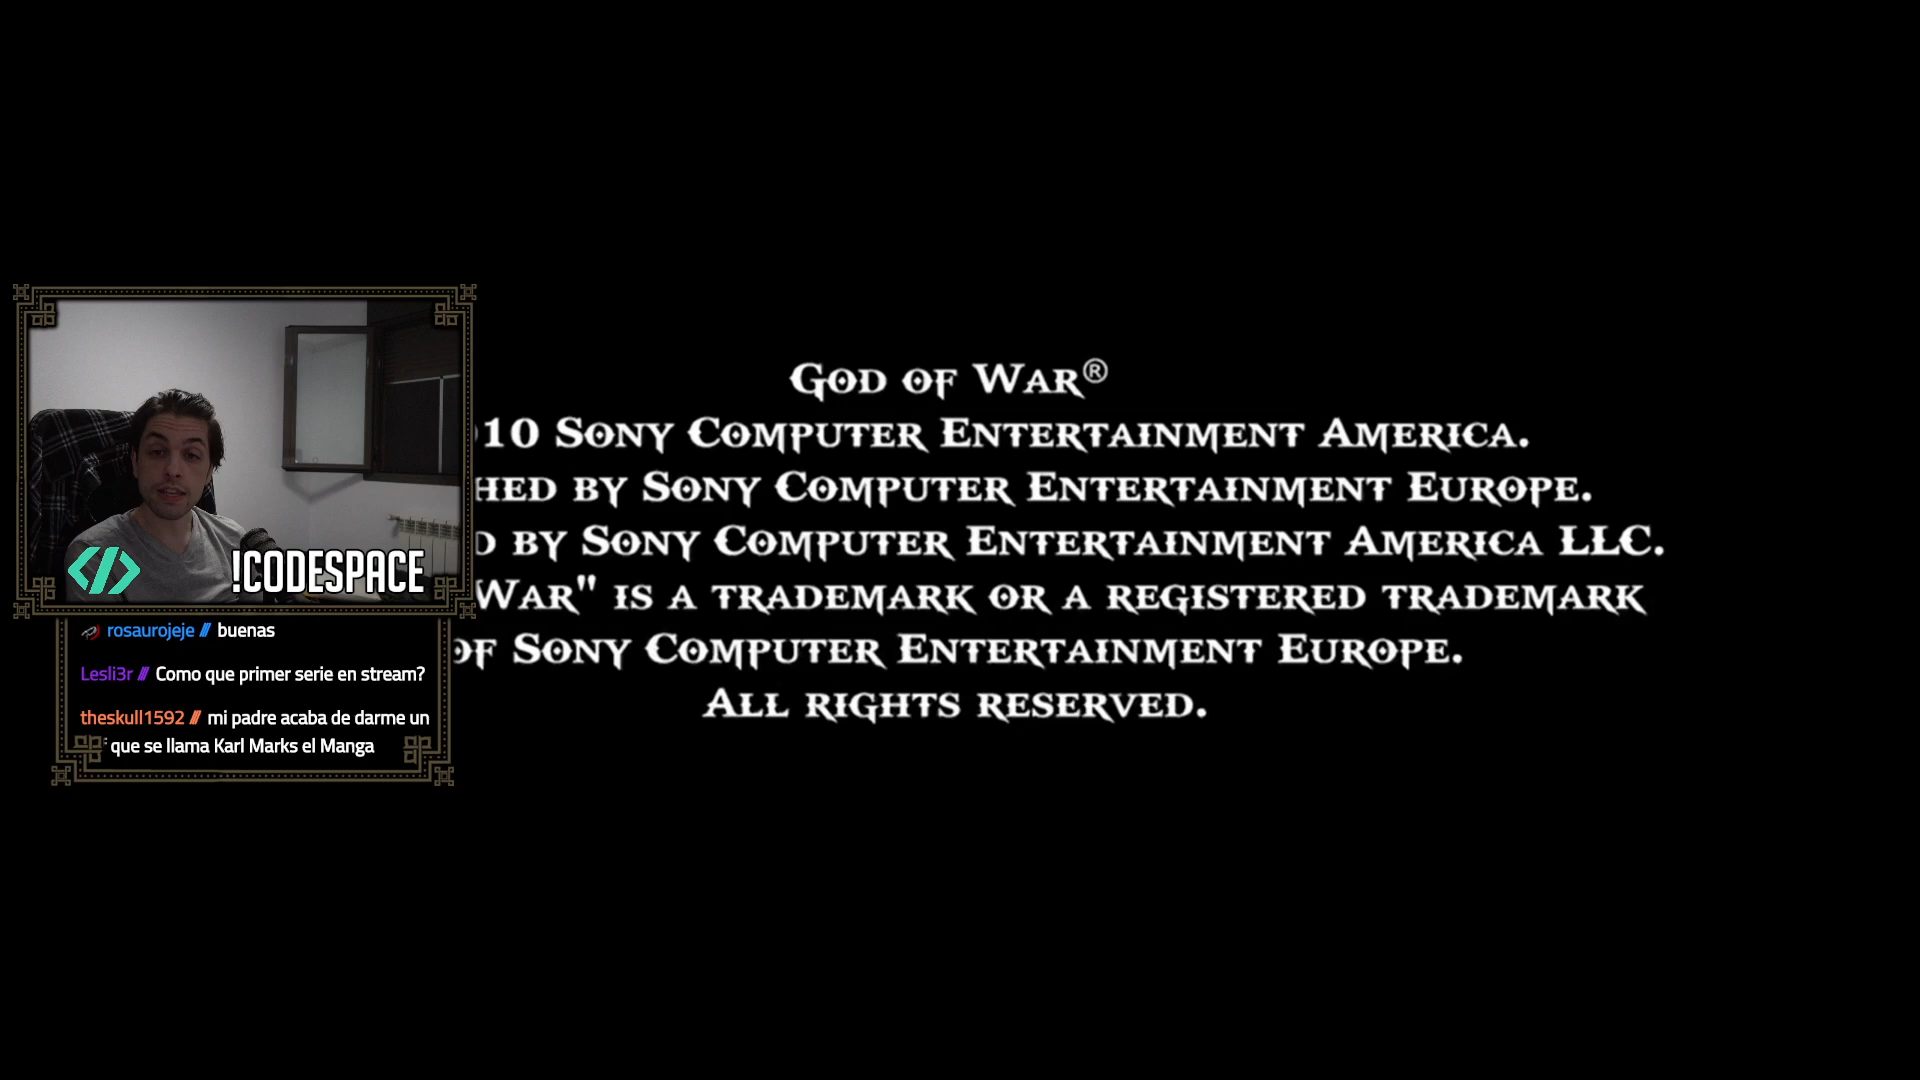 God of War®
10 Sony Computer Entertainment America.
hed by Sony Computer Entertainment Europe.
d by Sony Computer Entertainment America LLC.
War" is a trademark or a registered trademark
of Sony Computer Entertainment Europe.
All rights reserved.
!CODESPACE
rosaurojeje /// buenas
Lesli3r /// Como que primer serie en stream?
theskull1592 /// mi padre acaba de darme un
que se llama Karl Marks el Manga